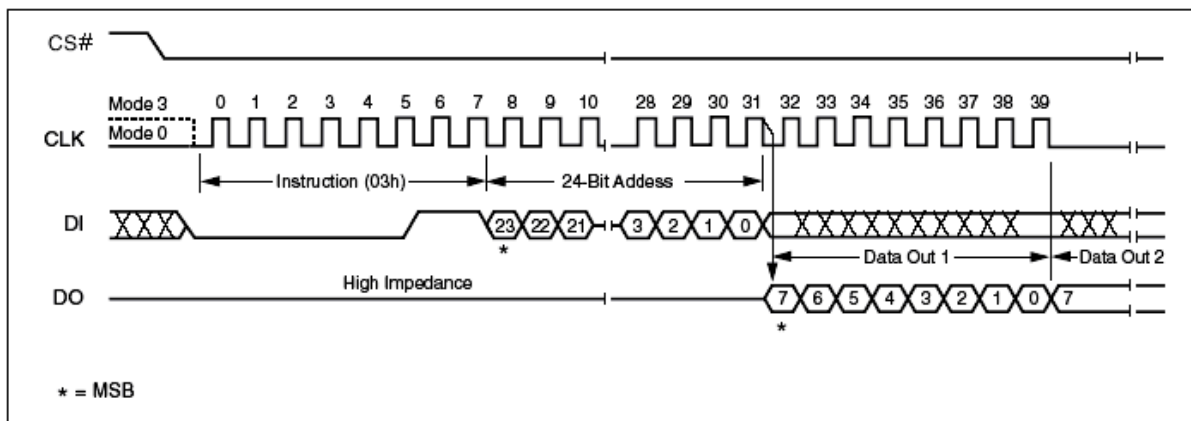 CS#
Mode 3 0 1 2 3 4 5 6 7 8 9 10 28 29 30 31 32 33 34 35 36 37 38 39
CLK Mode 0
Instruction (03h) 24-Bit Addess
DI 23 22 21 3 2 1 0
* Data Out 1 Data Out 2
High Impedance
DO 7 6 5 4 3 2 1 0 7
*
* = MSB